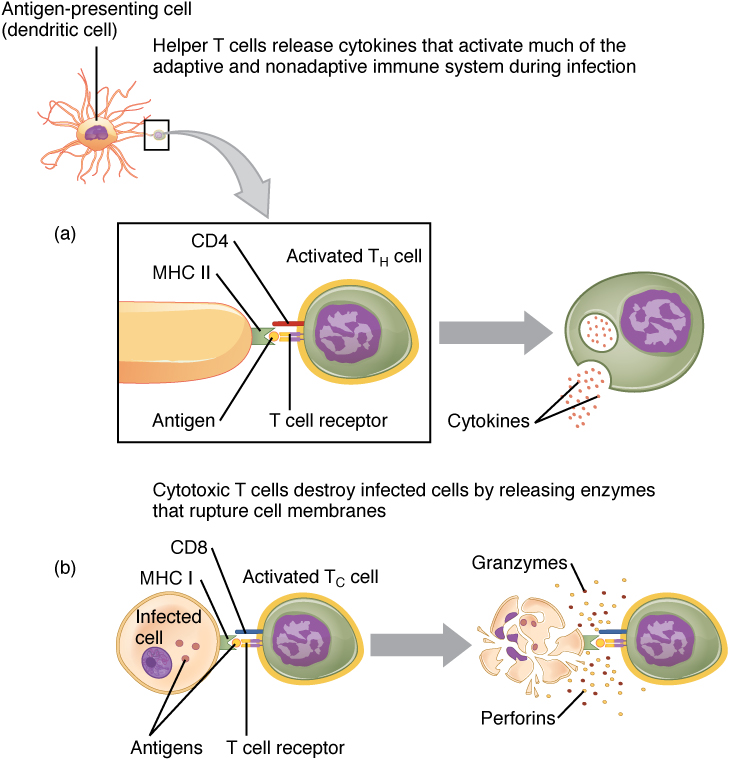 Antigen-presenting cell
(dendritic cell)
Helper T cells release cytokines that activate much of the
adaptive and nonadaptive immune system during infection
(a)
CD4
MHC II
Activated TH cell
Antigen
T cell receptor
Cytokines
Cytotoxic T cells destroy infected cells by releasing enzymes
that rupture cell membranes
(b)
CD8
MHC I
Activated TC cell
Infected
cell
Antigens
T cell receptor
Granzymes
Perforins